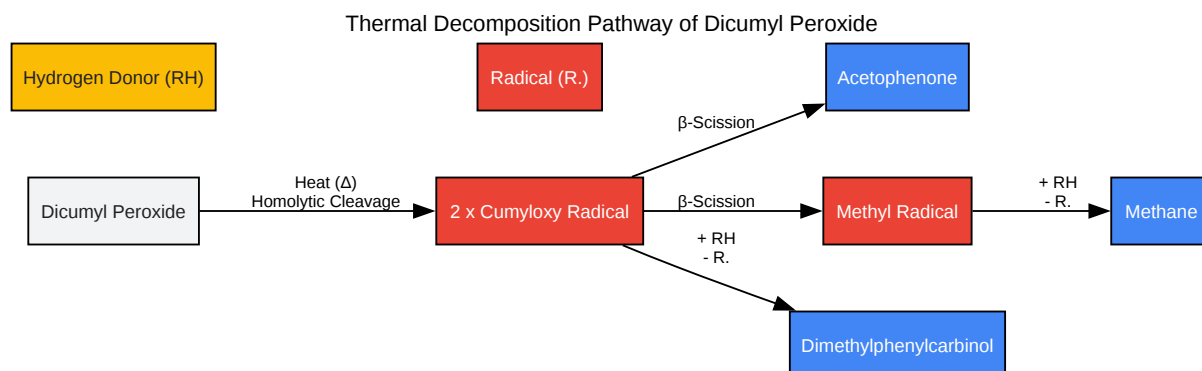 Thermal Decomposition Pathway of Dicumyl Peroxide
Hydrogen Donor (RH)
Radical (R.)
Acetophenone
β-Scission
Dicumyl Peroxide
Heat (Δ)
Homolytic Cleavage
2 x Cumyloxy Radical
β-Scission
Methyl Radical
+ RH
- R.
Methane
+ RH
- R.
Dimethylphenylcarbinol